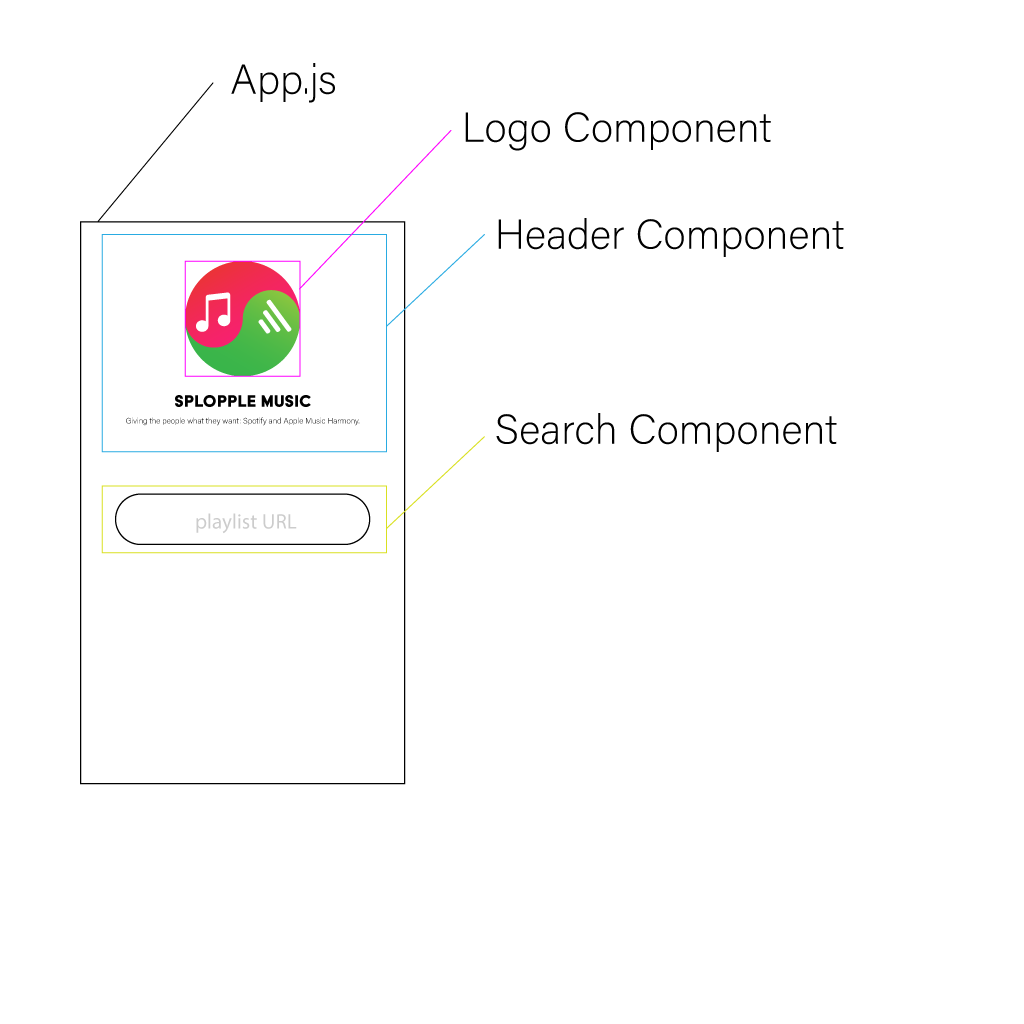 App.js
Logo Component
Header Component
SPLOPPLE MUSIC
Giving the people what they want: Spotify and Apple Music Harmony.
Search Component
playlist URL